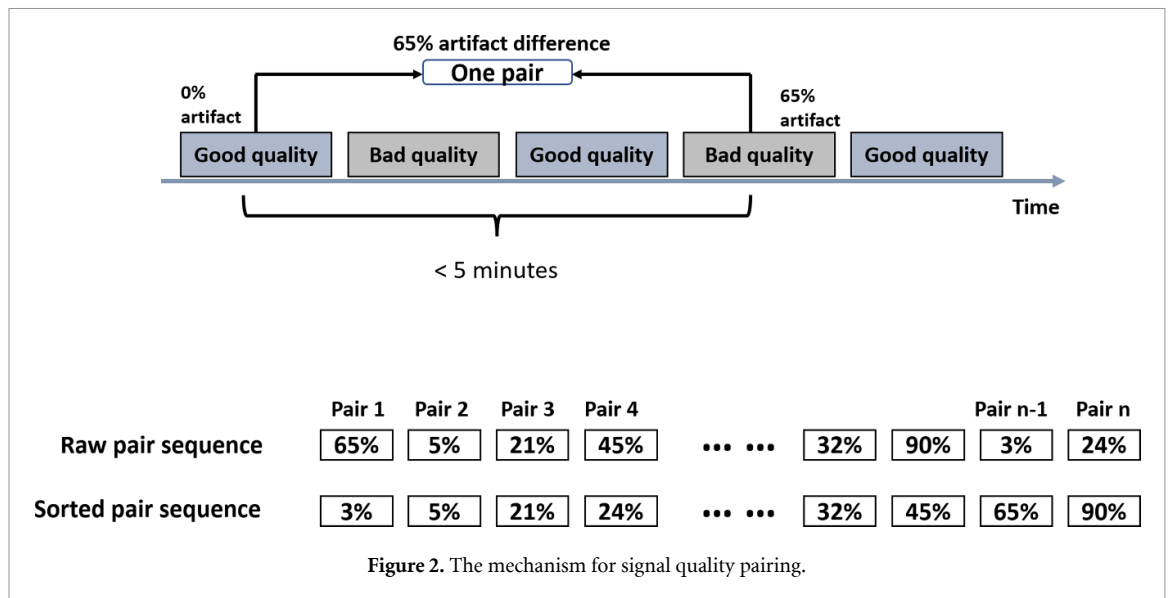 65% artifact difference
One pair
0%
artifact
65%
artifact
Good quality Bad quality Good quality Bad quality Good quality
Time
< 5 minutes
Pair 1 Pair 2 Pair 3 Pair 4 Pair n-1 Pair n
Raw pair sequence 65% 5% 21% 45% ... ... 32% 90% 3% 24%
Sorted pair sequence 3% 5% 21% 24% ... ... 32% 45% 65% 90%
Figure 2. The mechanism for signal quality pairing.